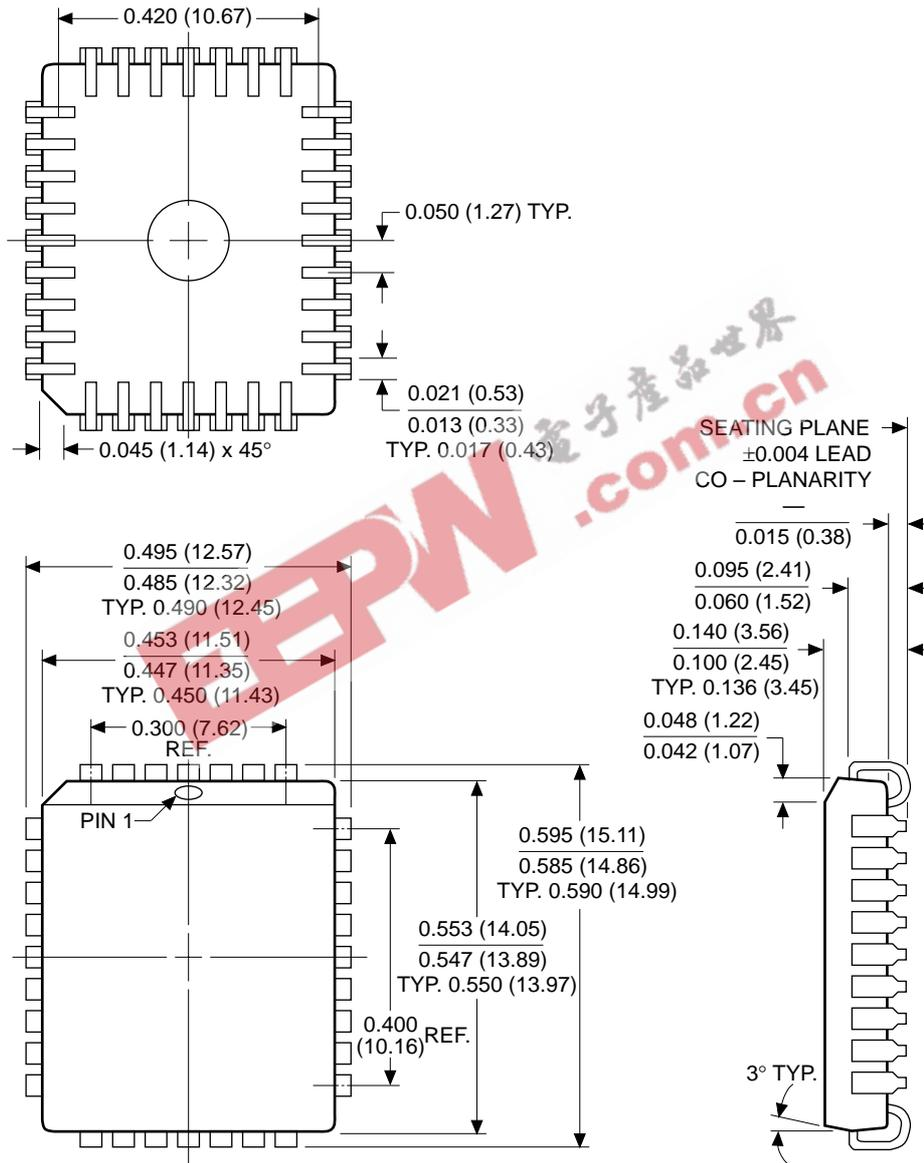 0.420 (10.67)
0.050 (1.27) TYP.
0.021 (0.53)
0.013 (0.33)
TYP. 0.017 (0.43)
0.045 (1.14) x 45°
電子產品世界
EEPW .com.cn
SEATING PLANE
±0.004 LEAD
CO – PLANARITY
—
0.015 (0.38)
0.095 (2.41)
0.060 (1.52)
0.140 (3.56)
0.100 (2.45)
TYP. 0.136 (3.45)
0.048 (1.22)
0.042 (1.07)
0.495 (12.57)
0.485 (12.32)
TYP. 0.490 (12.45)
0.453 (11.51)
0.447 (11.35)
TYP. 0.450 (11.43)
0.300 (7.62)
REF.
PIN 1
0.595 (15.11)
0.585 (14.86)
TYP. 0.590 (14.99)
0.553 (14.05)
0.547 (13.89)
TYP. 0.550 (13.97)
0.400
(10.16) REF.
3° TYP.